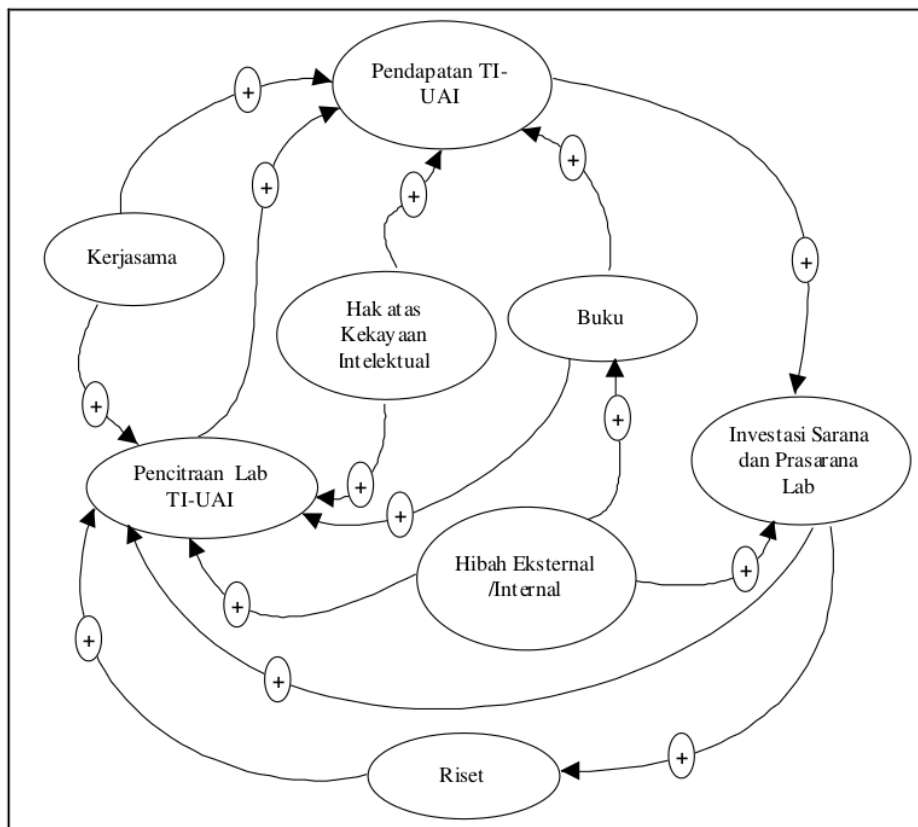 Pendapatan TI-
UAI
+
+
+
+
Kerjasama
+
Hak atas
Kekayaan
Intelektual
Buku
+
+
Investasi Sarana
dan Prasarana
Lab
Pencitraan Lab
TI-UAI
+
+
Hibah Eksternal
/Internal
+
+
+
+
+
Riset